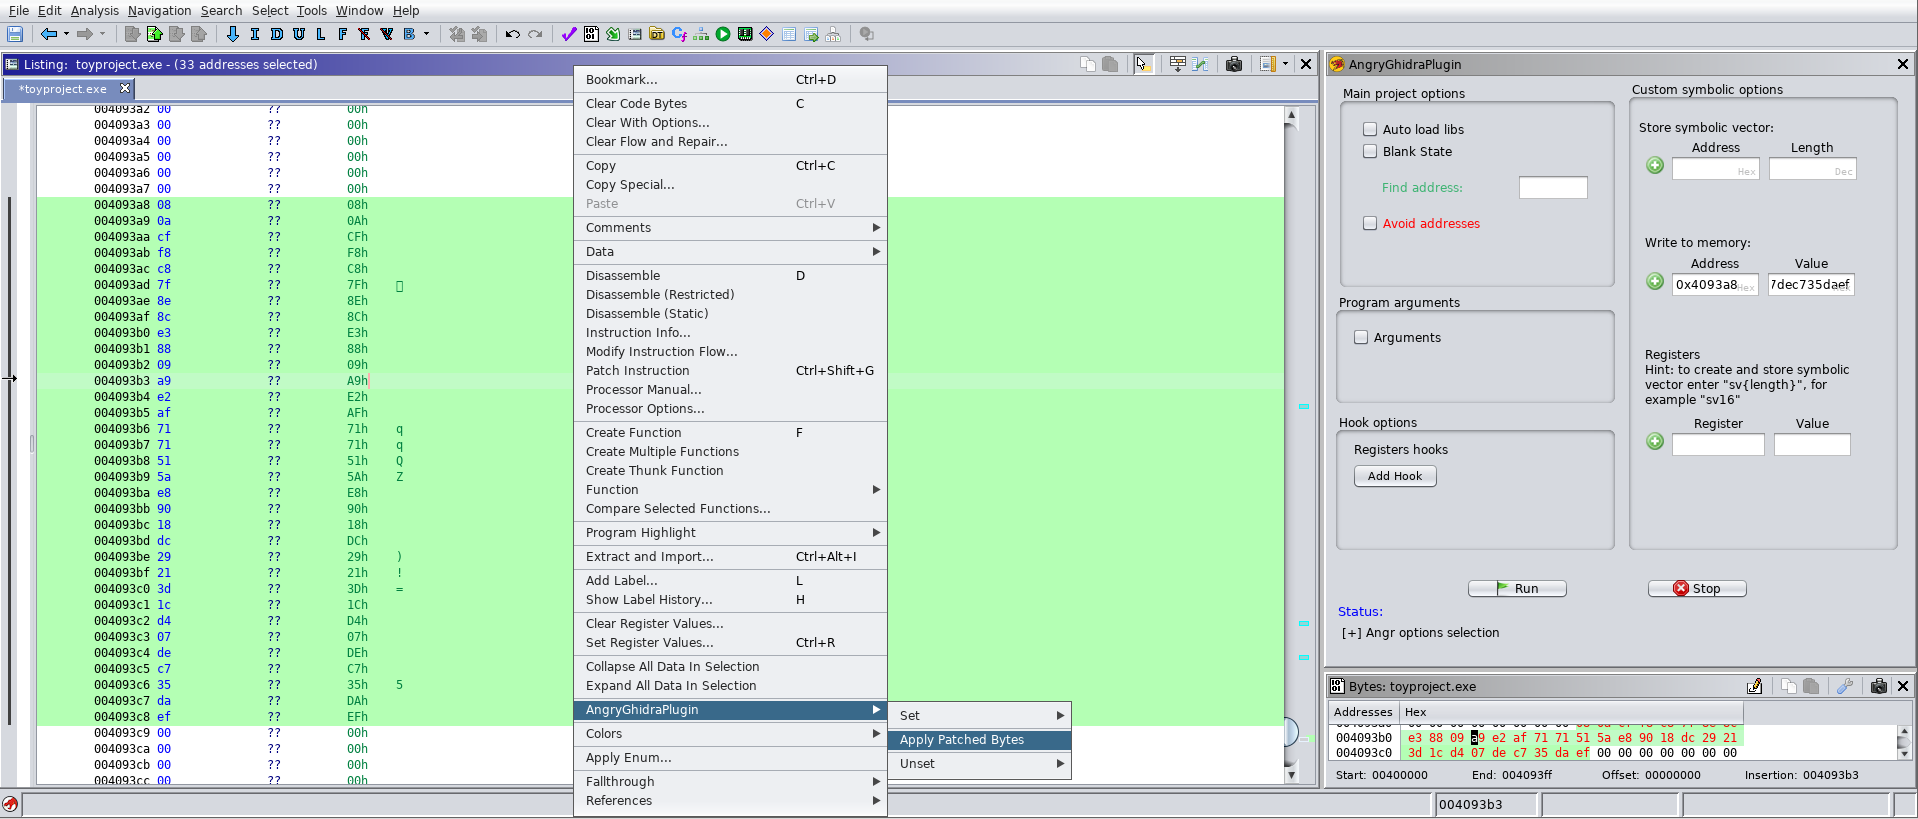 File Edit Analysis Navigation Search Select Tools Window Help
I D U L F F V B
Listing: toyproject.exe - (33 addresses selected)
*toyproject.exe
004093a2 00 ?? 00h
004093a3 00 ?? 00h
004093a4 00 ?? 00h
004093a5 00 ?? 00h
004093a6 00 ?? 00h
004093a7 00 ?? 00h
004093a8 08 ?? 08h
004093a9 0a ?? 0Ah
004093aa cf ?? CFh
004093ab f8 ?? F8h
004093ac c8 ?? C8h
004093ad 7f ?? 7Fh
004093ae 8e ?? 8Eh
004093af 8c ?? 8Ch
004093b0 e3 ?? E3h
004093b1 88 ?? 88h
004093b2 09 ?? 09h
004093b3 a9 ?? A9h
004093b4 e2 ?? E2h
004093b5 af ?? AFh
004093b6 71 ?? 71h q
004093b7 71 ?? 71h q
004093b8 51 ?? 51h Q
004093b9 5a ?? 5Ah Z
004093ba e8 ?? E8h
004093bb 90 ?? 90h
004093bc 18 ?? 18h
004093bd dc ?? DCh
004093be 29 ?? 29h )
004093bf 21 ?? 21h !
004093c0 3d ?? 3Dh =
004093c1 1c ?? 1Ch
004093c2 d4 ?? D4h
004093c3 07 ?? 07h
004093c4 de ?? DEh
004093c5 c7 ?? C7h
004093c6 35 ?? 35h 5
004093c7 da ?? DAh
004093c8 ef ?? EFh
004093c9 00 ?? 00h
004093ca 00 ?? 00h
004093cb 00 ?? 00h
004093cc 00 ?? 00h
Bookmark... Ctrl+D
Clear Code Bytes C
Clear With Options...
Clear Flow and Repair...
Copy Ctrl+C
Copy Special...
Paste Ctrl+V
Comments
Data
Disassemble D
Disassemble (Restricted)
Disassemble (Static)
Instruction Info...
Modify Instruction Flow...
Patch Instruction Ctrl+Shift+G
Processor Manual...
Processor Options...
Create Function F
Create Multiple Functions
Create Thunk Function
Function
Compare Selected Functions...
Program Highlight
Extract and Import... Ctrl+Alt+I
Add Label... L
Show Label History... H
Clear Register Values...
Set Register Values... Ctrl+R
Collapse All Data In Selection
Expand All Data In Selection
AngryGhidraPlugin
Colors
Apply Enum...
Fallthrough
References
Set
Apply Patched Bytes
Unset
AngryGhidraPlugin
Main project options
Auto load libs
Blank State
Find address:
Avoid addresses
Program arguments
Arguments
Hook options
Registers hooks
Add Hook
Custom symbolic options
Store symbolic vector:
Address Length
Hex Dec
Write to memory:
Address Value
0x4093a8 Hex 7dec735daef
Registers
Hint: to create and store symbolic
vector enter "sv{length}", for
example "sv16"
Register Value
Run Stop
Status:
[+] Angr options selection
Bytes: toyproject.exe
Addresses Hex
004093b0 e3 88 09 a9 e2 af 71 71 51 5a e8 90 18 dc 29 21
004093c0 3d 1c d4 07 de c7 35 da ef 00 00 00 00 00 00 00
Start: 00400000 End: 004093ff Offset: 00000000 Insertion: 004093b3
004093b3